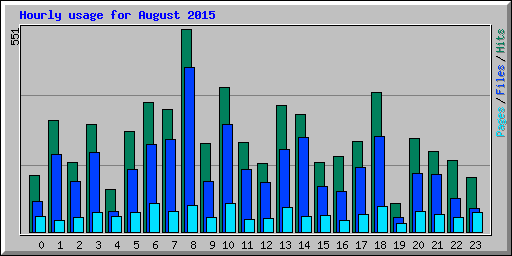 Hourly usage for August 2015
551
Pages/Files/Hits
0 1 2 3 4 5 6 7 8 9 10 11 12 13 14 15 16 17 18 19 20 21 22 23